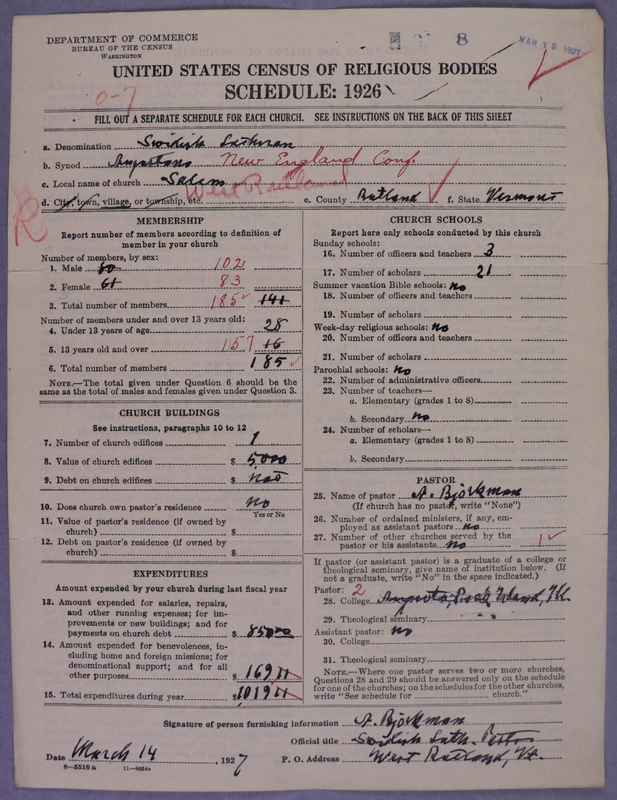 DEPARTMENT OF COMMERCE
BUREAU OF THE CENSUS
WASHINGTON
8
MAR 15 1927
UNITED STATES CENSUS OF RELIGIOUS BODIES
SCHEDULE: 1926
0-7
FILL OUT A SEPARATE SCHEDULE FOR EACH CHURCH. SEE INSTRUCTIONS ON THE BACK OF THIS SHEET
a. Denomination Swedish Lutheran
b. Synod Augustana New England Conf.
c. Local name of church Salem
West Rutland
d. City, town, village, or township, etc. e. County Rutland f. State Vermont
R
MEMBERSHIP
Report number of members according to definition of
member in your church
Number of members, by sex:
1. Male 80 102
2. Female 61 83
3. Total number of members 185 141
Number of members under and over 13 years old:
4. Under 13 years of age 28
5. 13 years old and over 157 16
6. Total number of members 185
NOTE.—The total given under Question 6 should be the
same as the total of males and females given under Question 3.
CHURCH BUILDINGS
See instructions, paragraphs 10 to 12
7. Number of church edifices 1
8. Value of church edifices $ 5000
9. Debt on church edifices $
10. Does church own pastor's residence? no
Yes or No
11. Value of pastor's residence (if owned by
church) $
12. Debt on pastor's residence (if owned by
church) $
EXPENDITURES
Amount expended by your church during last fiscal year
13. Amount expended for salaries, repairs,
and other running expenses; for im-
provements or new buildings; and for
payments on church debt $ 85000
14. Amount expended for benevolences, in-
cluding home and foreign missions; for
denominational support; and for all
other purposes $ 169 11
15. Total expenditures during year $ 1019 11
CHURCH SCHOOLS
Report here only schools conducted by this church
Sunday schools:
16. Number of officers and teachers 3
17. Number of scholars 21
Summer vacation Bible schools: no
18. Number of officers and teachers
19. Number of scholars
Week-day religious schools: no
20. Number of officers and teachers
21. Number of scholars
Parochial schools: no
22. Number of administrative officers
23. Number of teachers—
a. Elementary (grades 1 to 8)
b. Secondary no
24. Number of scholars—
a. Elementary (grades 1 to 8)
b. Secondary
PASTOR
25. Name of pastor A. Björkman
(If church has no pastor, write "None")
26. Number of ordained ministers, if any, em-
ployed as assistant pastors no
27. Number of other churches served by the
pastor or his assistants no 1
If pastor (or assistant pastor) is a graduate of a college or
theological seminary, give name of institution below. (If
not a graduate, write "No" in the space indicated.)
Pastor: 2
28. College Augusta, Rock Island, Ill.
29. Theological seminary
Assistant pastor: no
30. College
31. Theological seminary
NOTE.—Where one pastor serves two or more churches,
Questions 28 and 29 should be answered only on the schedule
for one of the churches; on the schedules for the other churches,
write "See schedule for church."
Signature of person furnishing information A. Björkman
Official title Swedish Luth. Pastor
Date March 14, 1927 P. O. Address West Rutland, Vt.
8—5518 a